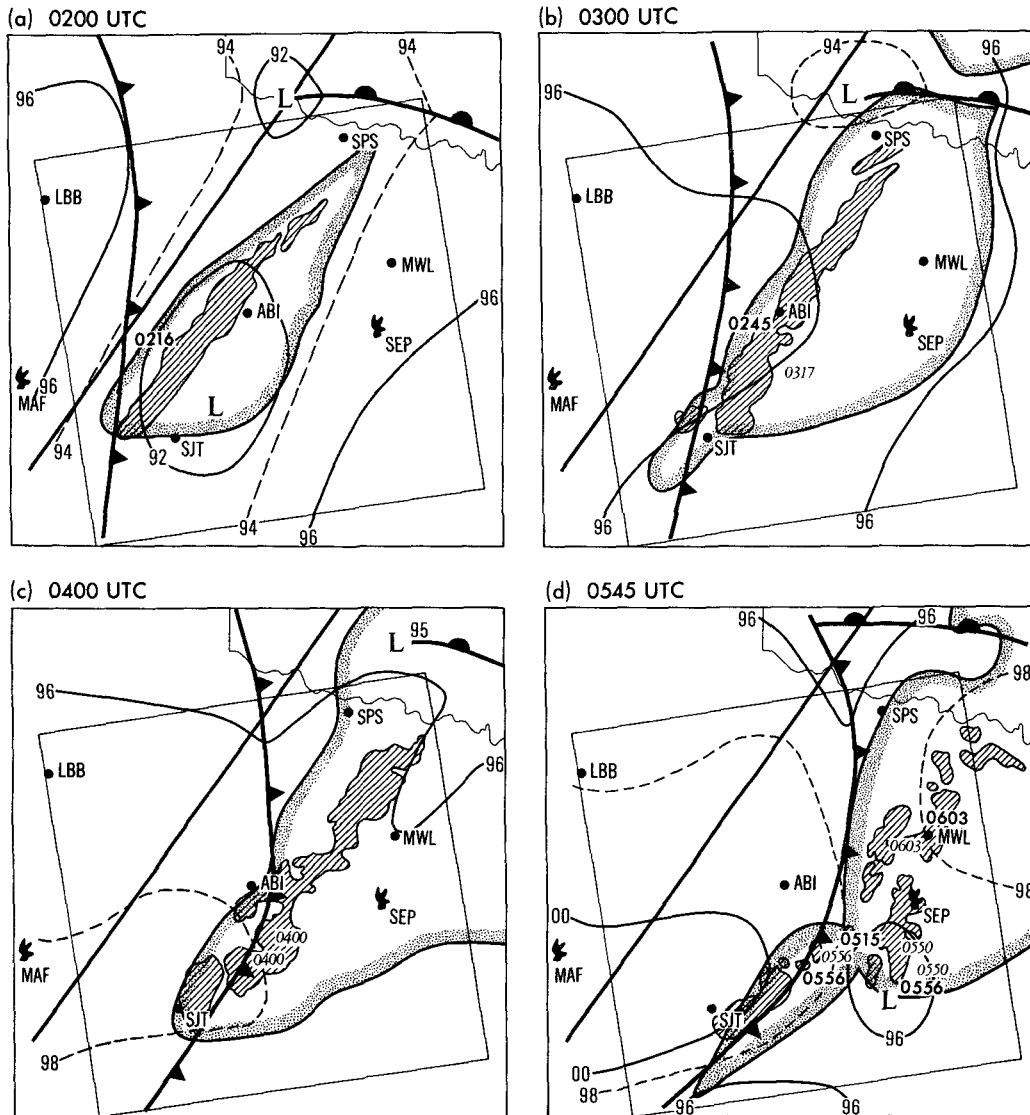 (a) 0200 UTC
94
92
94
96
L
SPS
LBB
MWL
ABI
0216
SEP
96
96
MAF
L
94
SJT
92
94
96
(b) 0300 UTC
94
96
96
L
SPS
LBB
MWL
ABI
0245
SEP
0317
MAF
SJT
96
96
96
(c) 0400 UTC
L
95
96
SPS
LBB
96
MWL
ABI
SEP
0400
0400
MAF
SJT
98
(d) 0545 UTC
96
96
98
SPS
LBB
0603
MWL
0603
ABI
98
SEP
00
0515
0550
MAF
0556
0556
0550
0556
L
SJT
96
00
98
96
96